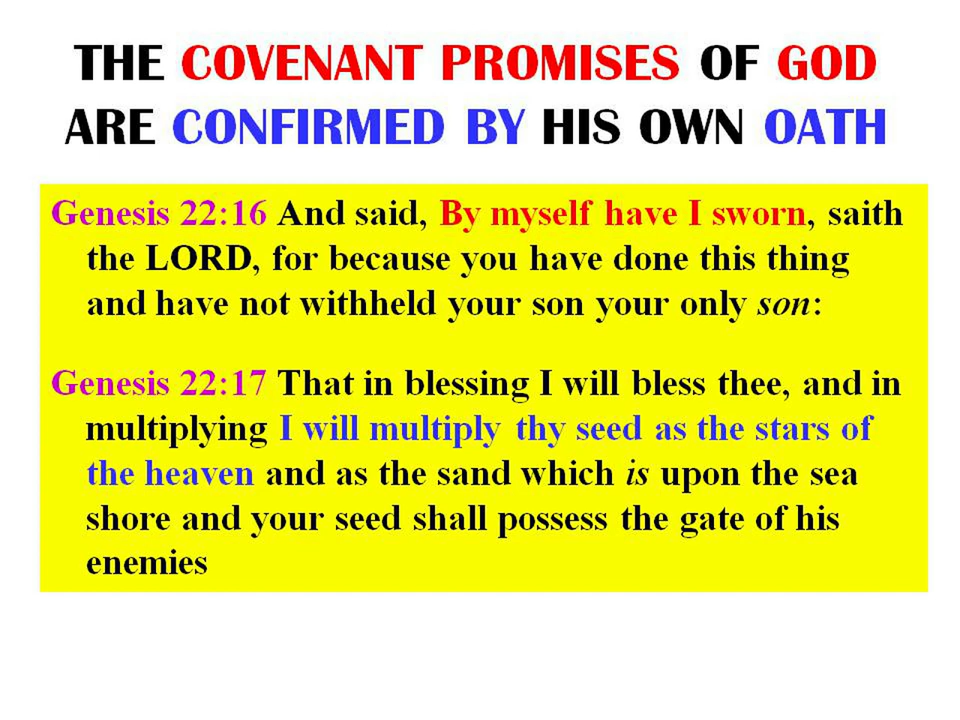 THE COVENANT PROMISES OF GOD
ARE CONFIRMED BY HIS OWN OATH
Genesis 22:16 And said, By myself have I sworn, saith
the LORD, for because you have done this thing
and have not withheld your son your only son:
Genesis 22:17 That in blessing I will bless thee, and in
multiplying I will multiply thy seed as the stars of
the heaven and as the sand which is upon the sea
shore and your seed shall possess the gate of his
enemies